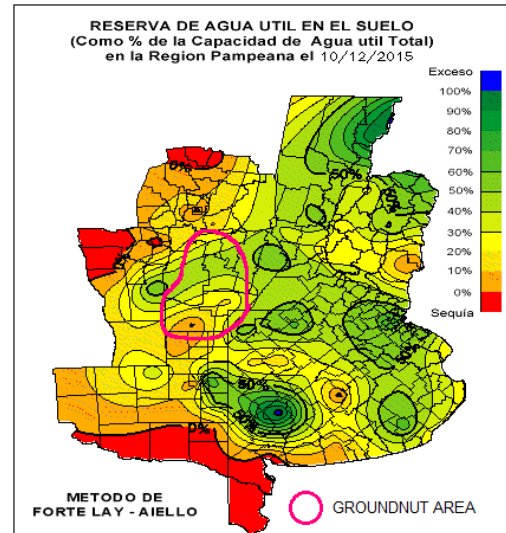 RESERVA DE AGUA UTIL EN EL SUELO
(Como % de la Capacidad de Agua util Total)
en la Region Pampeana el 10/12/2015
Exceso
100%
90%
80%
70%
60%
50%
40%
30%
20%
10%
0%
Sequía
0%
50%
50%
0%
METODO DE
FORTE LAY - AIELLO
GROUNDNUT AREA